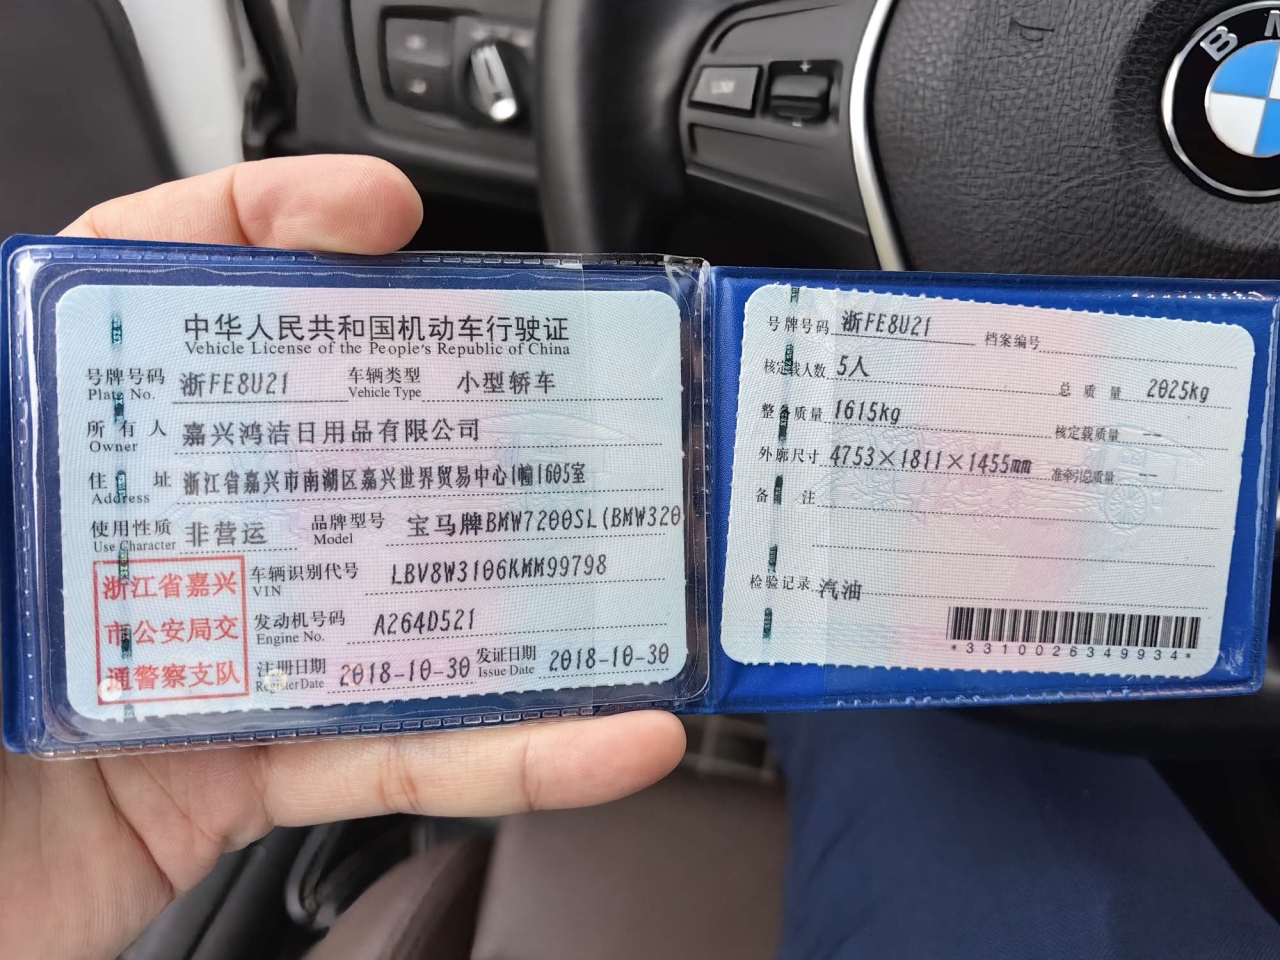 中华人民共和国机动车行驶证
Vehicle License of the People's Republic of China
号牌号码 浙FE8U21 车辆类型 小型轿车
Plate No. Vehicle Type
所有人 嘉兴鸿洁日用品有限公司
Owner
住址 浙江省嘉兴市南湖区嘉兴世界贸易中心1幢1605室
Address
使用性质 非营运 品牌型号 宝马牌BMW7200SL(BMW320
Use Character Model
浙江省嘉兴
市公安局交
通警察支队
车辆识别代号 LBV8W3106KMM99798
VIN
发动机号码 A264D521
Engine No.
注册日期 2018-10-30 发证日期 2018-10-30
Register Date Issue Date
号牌号码 浙FE8U21 档案编号
核定载人数 5人 总质量 2025kg
整备质量 1615kg 核定载质量 --
外廓尺寸 4753×1811×1455mm 准牵引总质量 --
备注
检验记录 汽油
*3310026349934*
BM